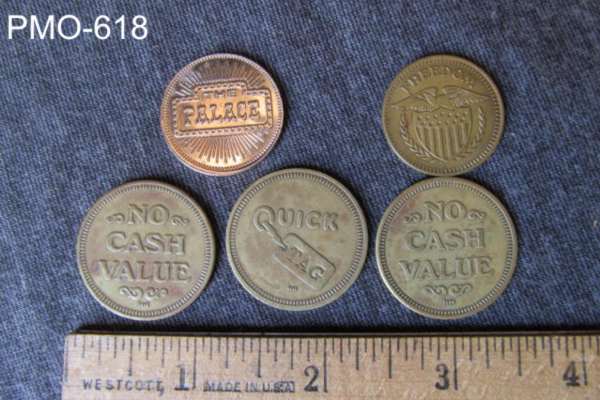 PMO-618
THE
PALACE
FREEDOM
NO
CASH
VALUE
QUICK
TAG
NO
CASH
VALUE
WESTCOTT 1 MADE IN U.S.A. 2 3 4